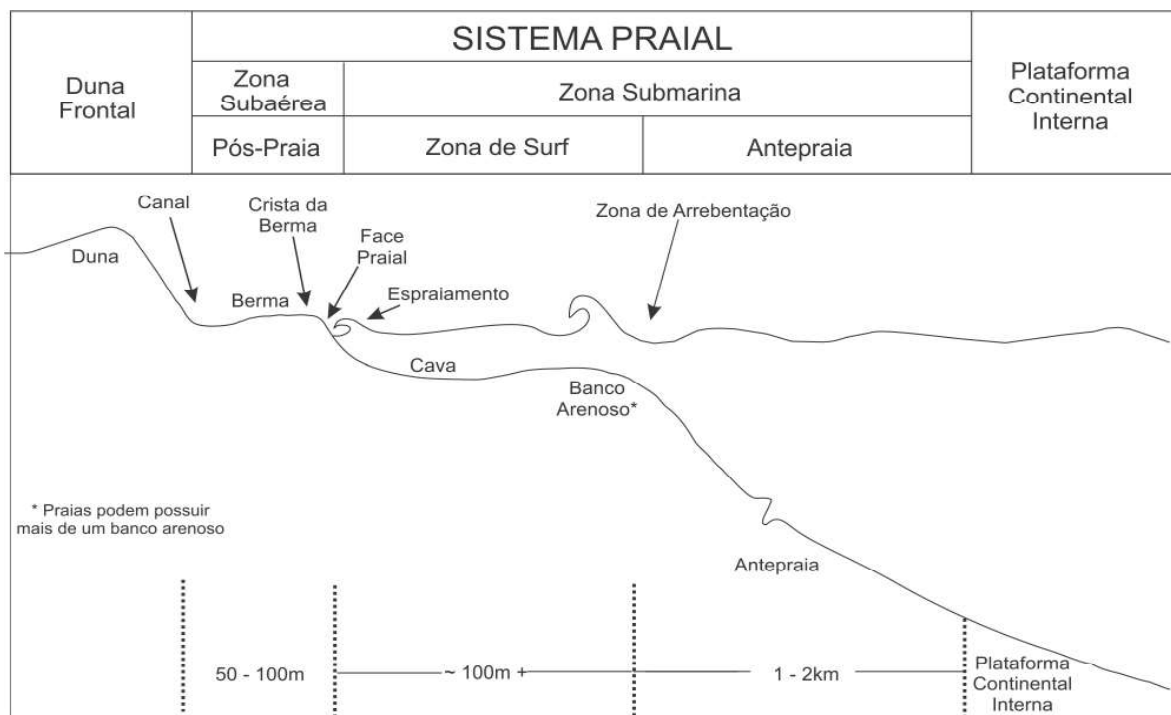 SISTEMA PRAIAL
Duna
Frontal
Zona
Subaérea
Zona Submarina
Plataforma
Continental
Interna
Pós-Praia
Zona de Surf
Antepraia
Canal
Crista da
Berma
Zona de Arrebentação
Face
Praial
Duna
Berma
Espraiamento
Cava
Banco
Arenoso*
* Praias podem possuir
mais de um banco arenoso
Antepraia
50 - 100m
~ 100m +
1 - 2km
Plataforma
Continental
Interna